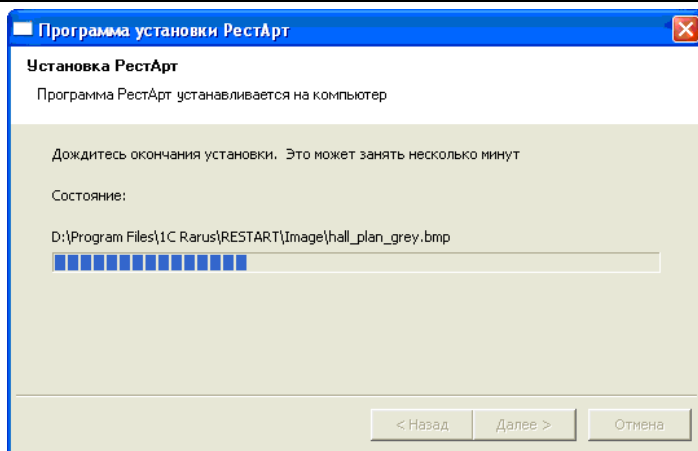 Программа установки РестАрт
Установка РестАрт
Программа РестАрт устанавливается на компьютер
Дождитесь окончания установки. Это может занять несколько минут
Состояние:
D:\Program Files\1C Rarus\RESTART\Image\hall_plan_grey.bmp
< Назад
Далее >
Отмена